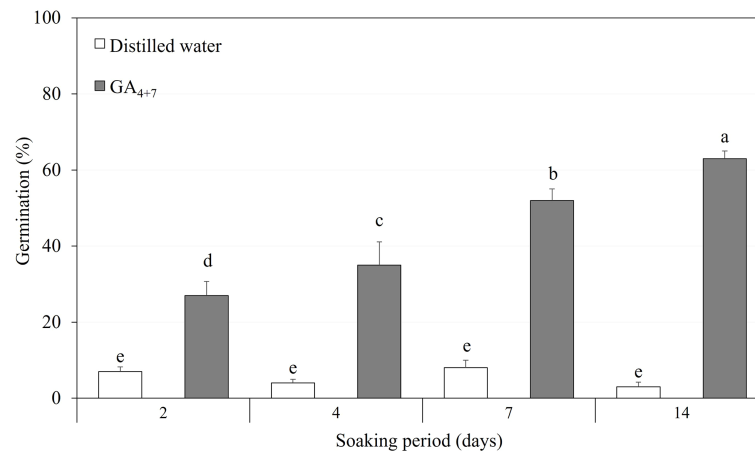 100
80
60
40
20
0
Germination (%)
Distilled water
GA4+7
e
d
e
c
e
b
e
a
2
4
7
14
Soaking period (days)